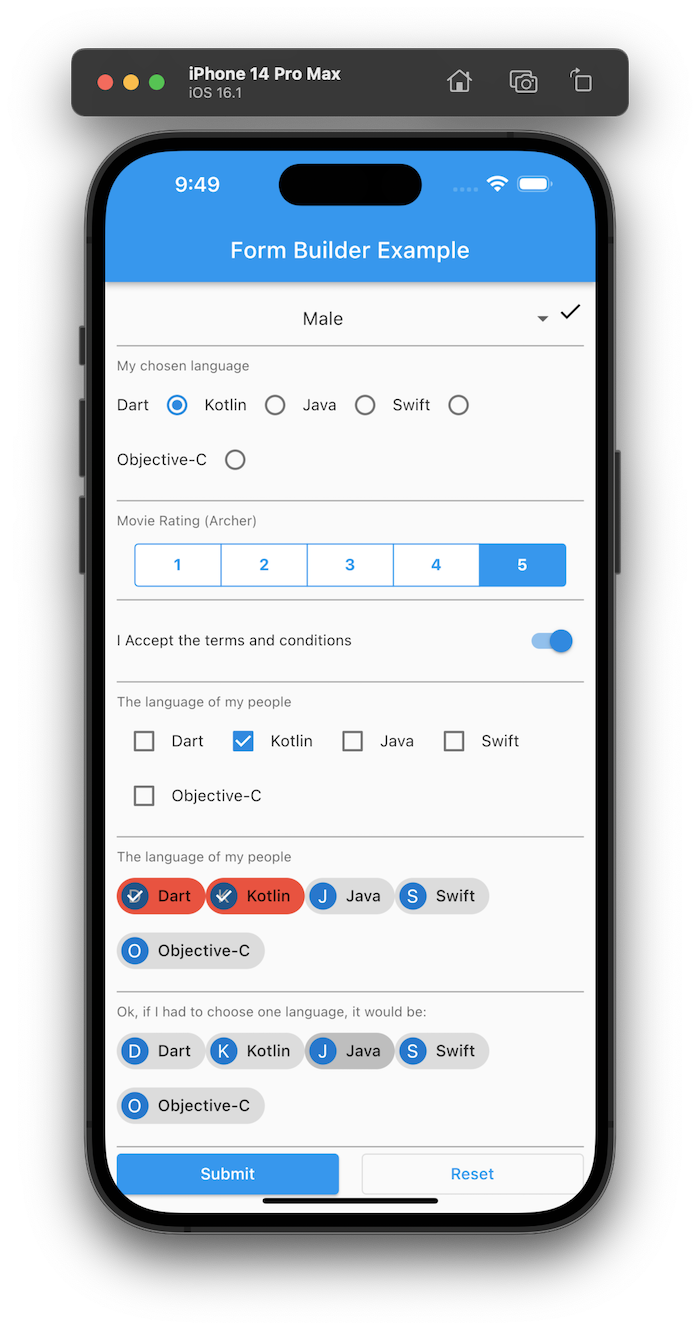 iPhone 14 Pro Max
iOS 16.1
9:49
Form Builder Example
Male
My chosen language
Dart Kotlin Java Swift
Objective-C
Movie Rating (Archer)
1 2 3 4 5
I Accept the terms and conditions
The language of my people
Dart Kotlin Java Swift
Objective-C
The language of my people
D Dart K Kotlin J Java S Swift
O Objective-C
Ok, if I had to choose one language, it would be:
D Dart K Kotlin J Java S Swift
O Objective-C
Submit Reset